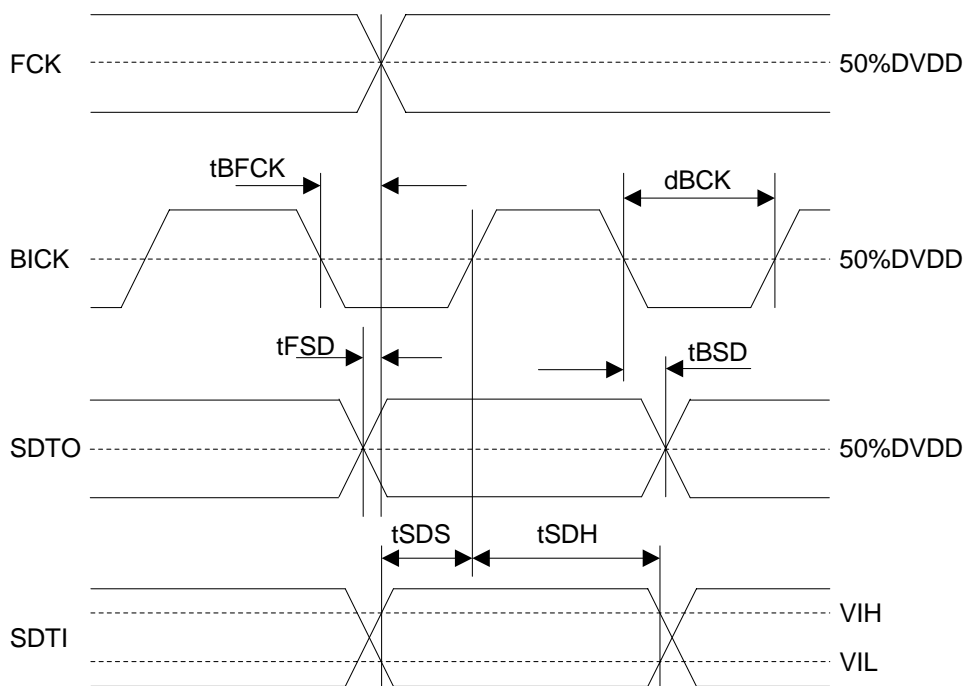 FCK
50%DVDD
tBFCK
dBCK
BICK
50%DVDD
tFSD
tBSD
SDTO
50%DVDD
tSDS
tSDH
SDTI
VIH
VIL